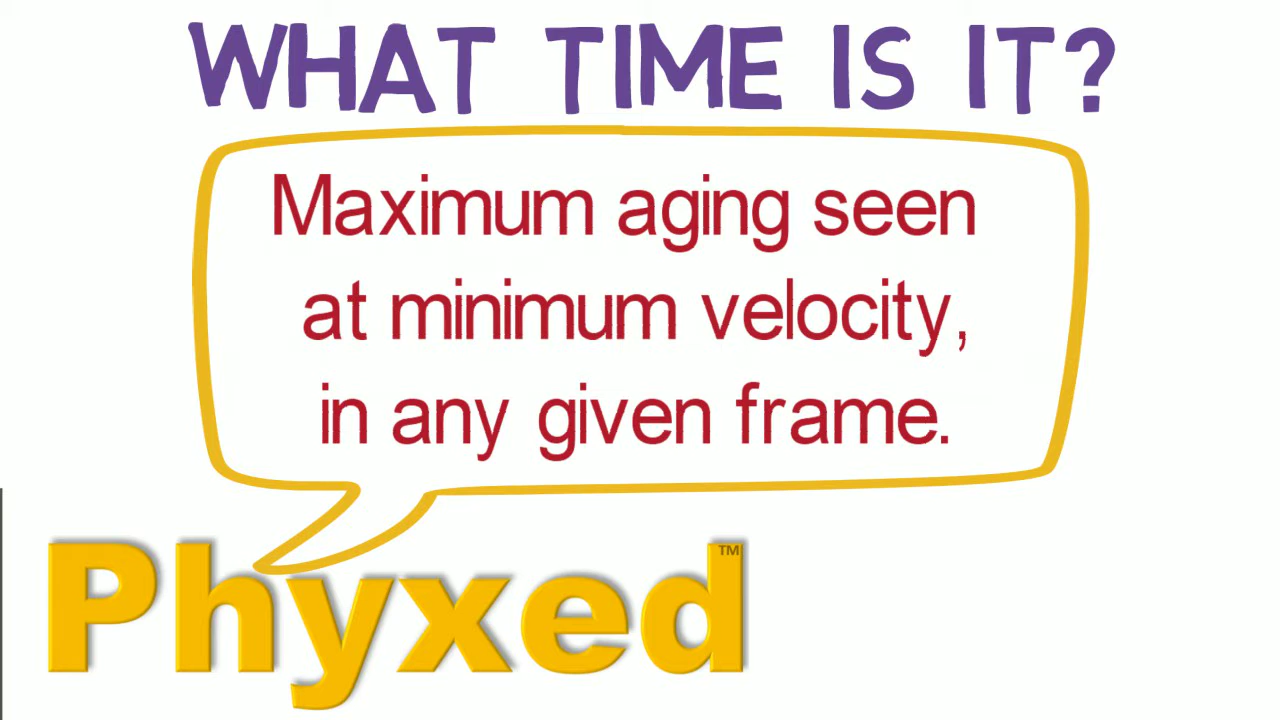 WHAT TIME IS IT?
Maximum aging seen
at minimum velocity,
in any given frame.
Phyxed™